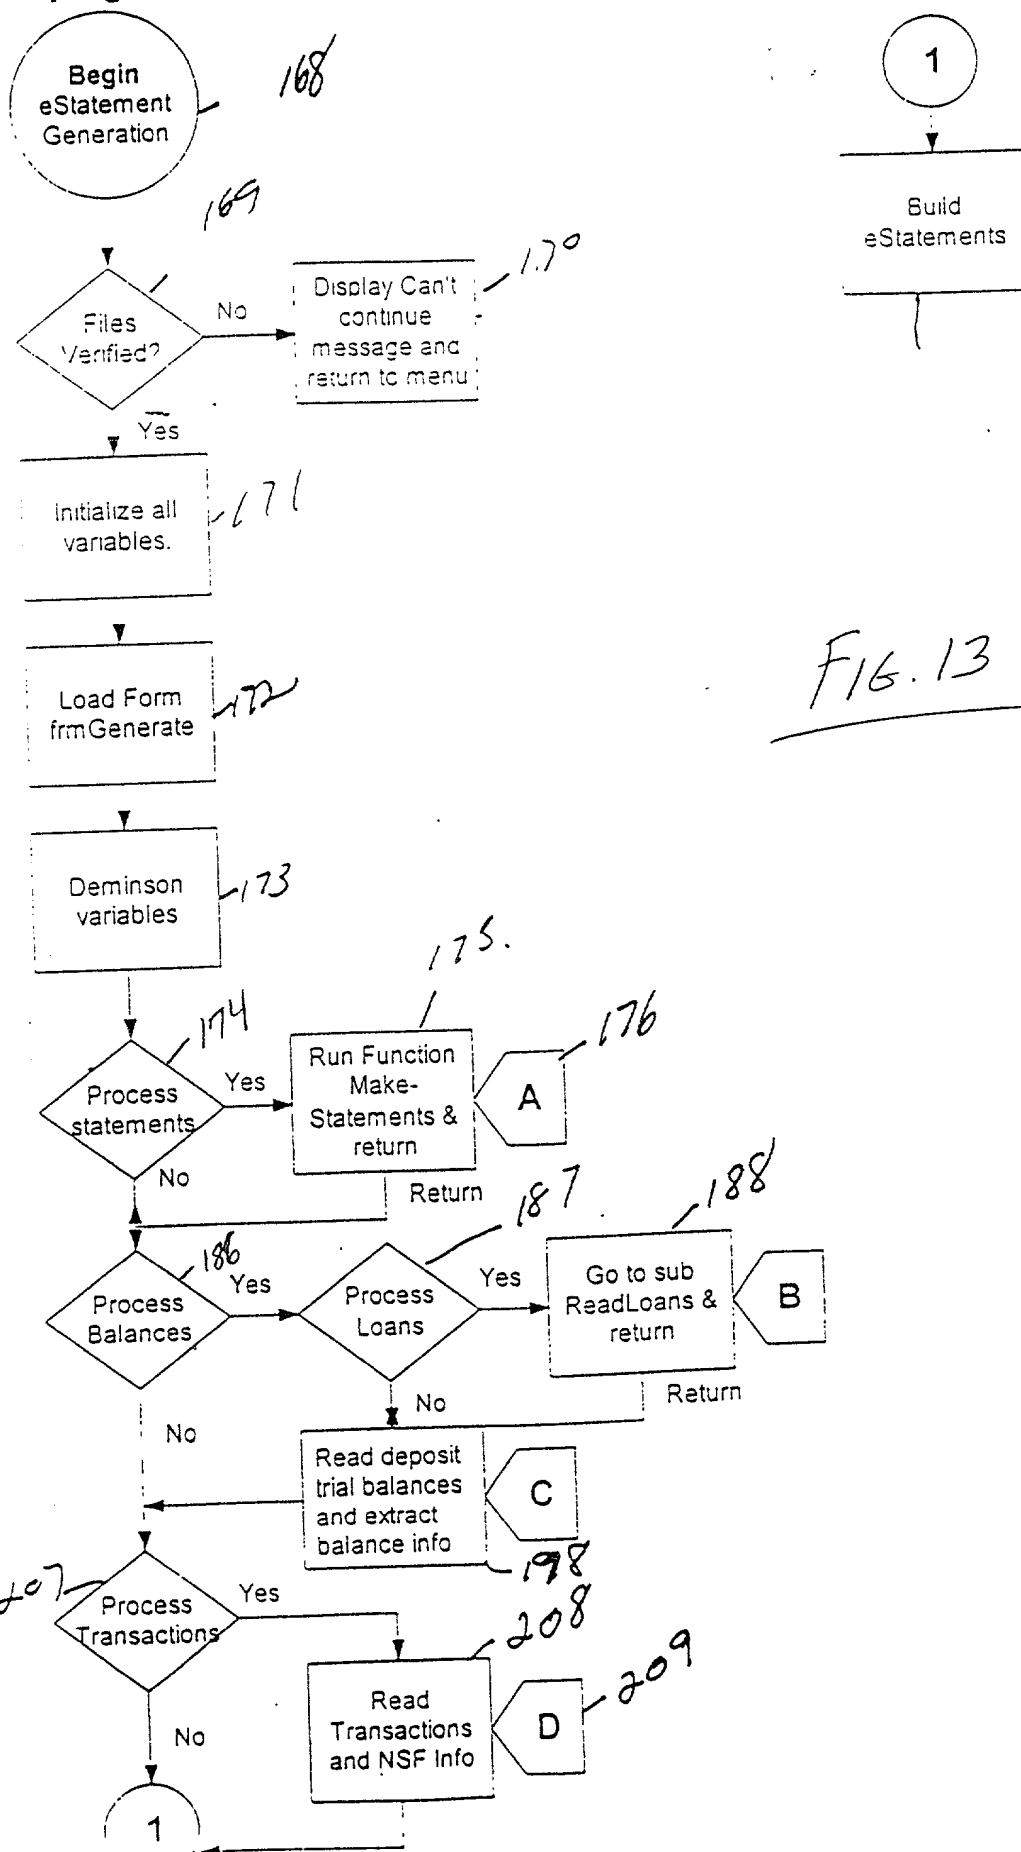 Begin
eStatement
Generation
168
1
Build
eStatements
169
Files
Verified?
No
Display Can't
continue
message and
return to menu
170
Yes
Initialize all
variables.
171
FIG. 13
Load Form
frmGenerate
172
Deminson
variables
173
174
Process
statements
Yes
No
175.
Run Function
Make-
Statements &
return
A
176
Return
186
Process
Balances
Yes
No
187
Process
Loans
Yes
No
188
Go to sub
ReadLoans &
return
B
Return
Read deposit
trial balances
and extract
balance info
C
198
207
Process
Transactions
Yes
No
208
Read
Transactions
and NSF Info
D
209
1